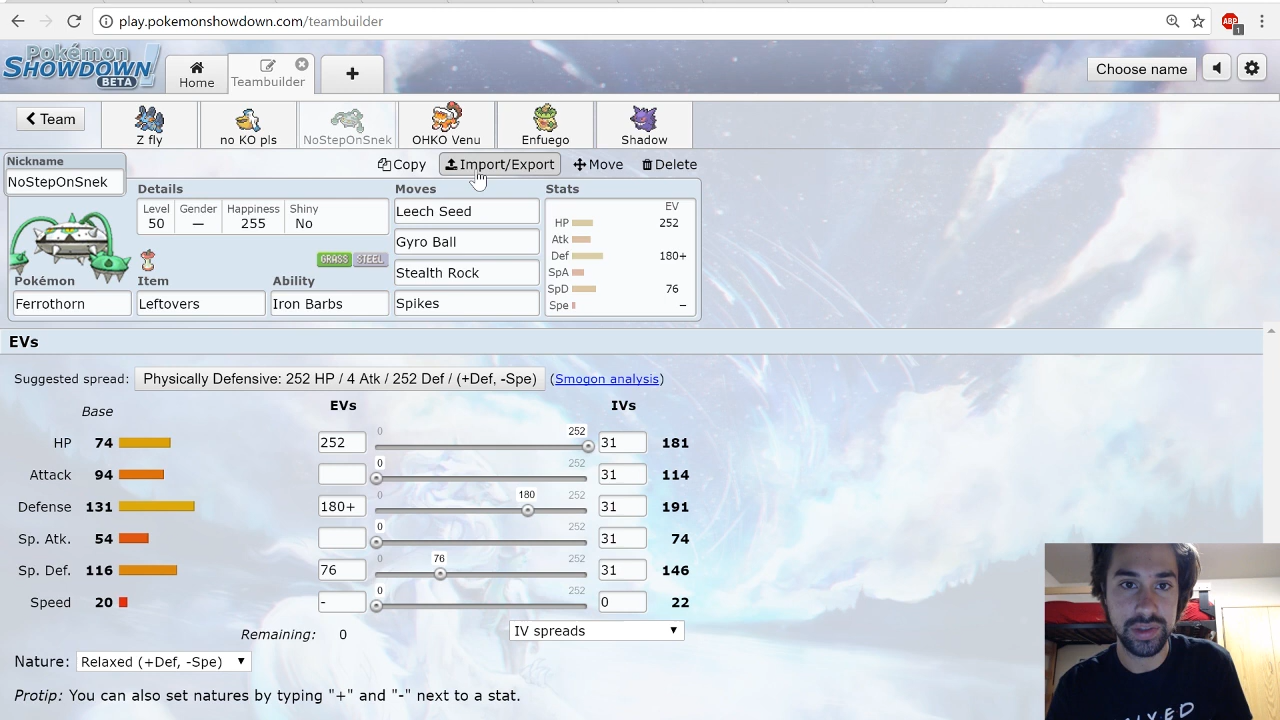 play.pokemonshowdown.com/teambuilder
ABP
1
Pokémon
SHOWDOWN!
BETA
Home
Teambuilder
Choose name
Team
Z fly
no KO pls
NoStepOnSnek
OHKO Venu
Enfuego
Shadow
Nickname
NoStepOnSnek
Copy
Import/Export
Move
Delete
Details
Level Gender Happiness Shiny
50 — 255 No
GRASS STEEL
Pokémon Item Ability
Ferrothorn Leftovers Iron Barbs
Moves
Leech Seed
Gyro Ball
Stealth Rock
Spikes
Stats
EV
HP 252
Atk
Def 180+
SpA
SpD 76
Spe –
EVs
Suggested spread: Physically Defensive: 252 HP / 4 Atk / 252 Def / (+Def, -Spe) (Smogon analysis)
Base EVs IVs
HP 74 252 0 252 31 181
Attack 94 0 252 31 114
Defense 131 180+ 0 180 252 31 191
Sp. Atk. 54 0 252 31 74
Sp. Def. 116 76 0 76 252 31 146
Speed 20 - 0 252 0 22
Remaining: 0 IV spreads
Nature: Relaxed (+Def, -Spe)
Protip: You can also set natures by typing "+" and "-" next to a stat.